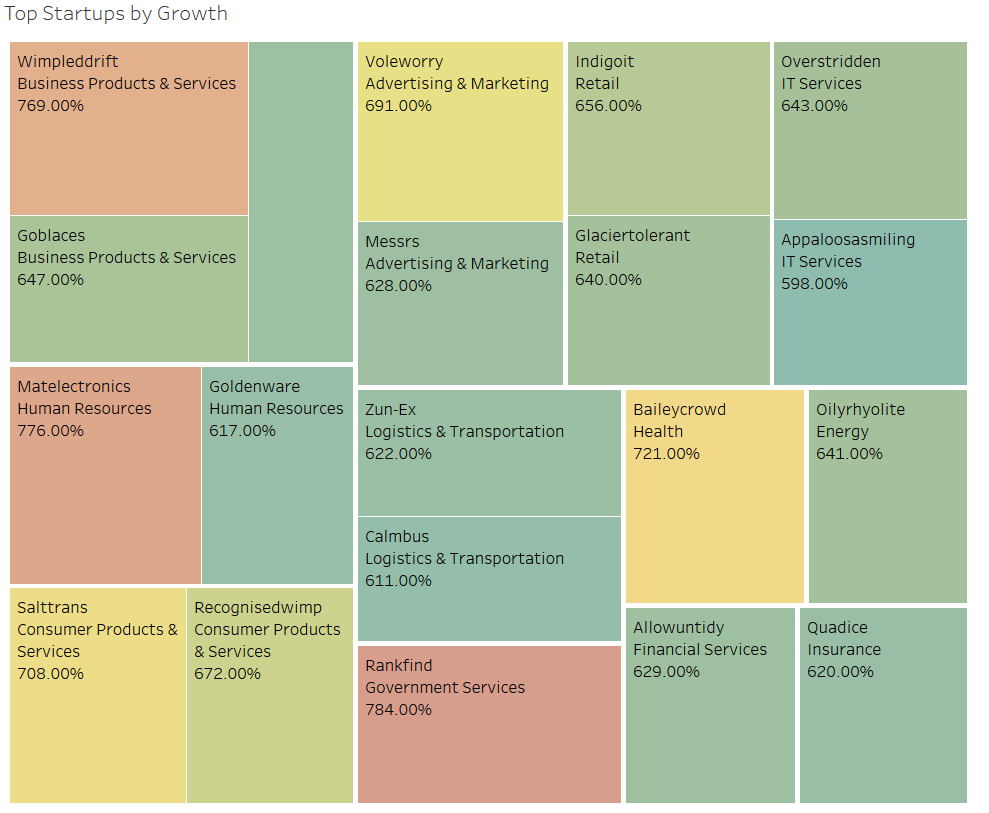 Top Startups by Growth
Wimpleddrift
Business Products & Services
769.00%
Goblaces
Business Products & Services
647.00%
Matelectronics
Human Resources
776.00%
Goldenware
Human Resources
617.00%
Salttrans
Consumer Products &
Services
708.00%
Recognisedwimp
Consumer Products
& Services
672.00%
Voleworry
Advertising & Marketing
691.00%
Messrs
Advertising & Marketing
628.00%
Indigoit
Retail
656.00%
Glaciertolerant
Retail
640.00%
Overstridden
IT Services
643.00%
Appaloosasmiling
IT Services
598.00%
Zun-Ex
Logistics & Transportation
622.00%
Calmbus
Logistics & Transportation
611.00%
Rankfind
Government Services
784.00%
Baileycrowd
Health
721.00%
Oilyrhyolite
Energy
641.00%
Allowuntidy
Financial Services
629.00%
Quadice
Insurance
620.00%